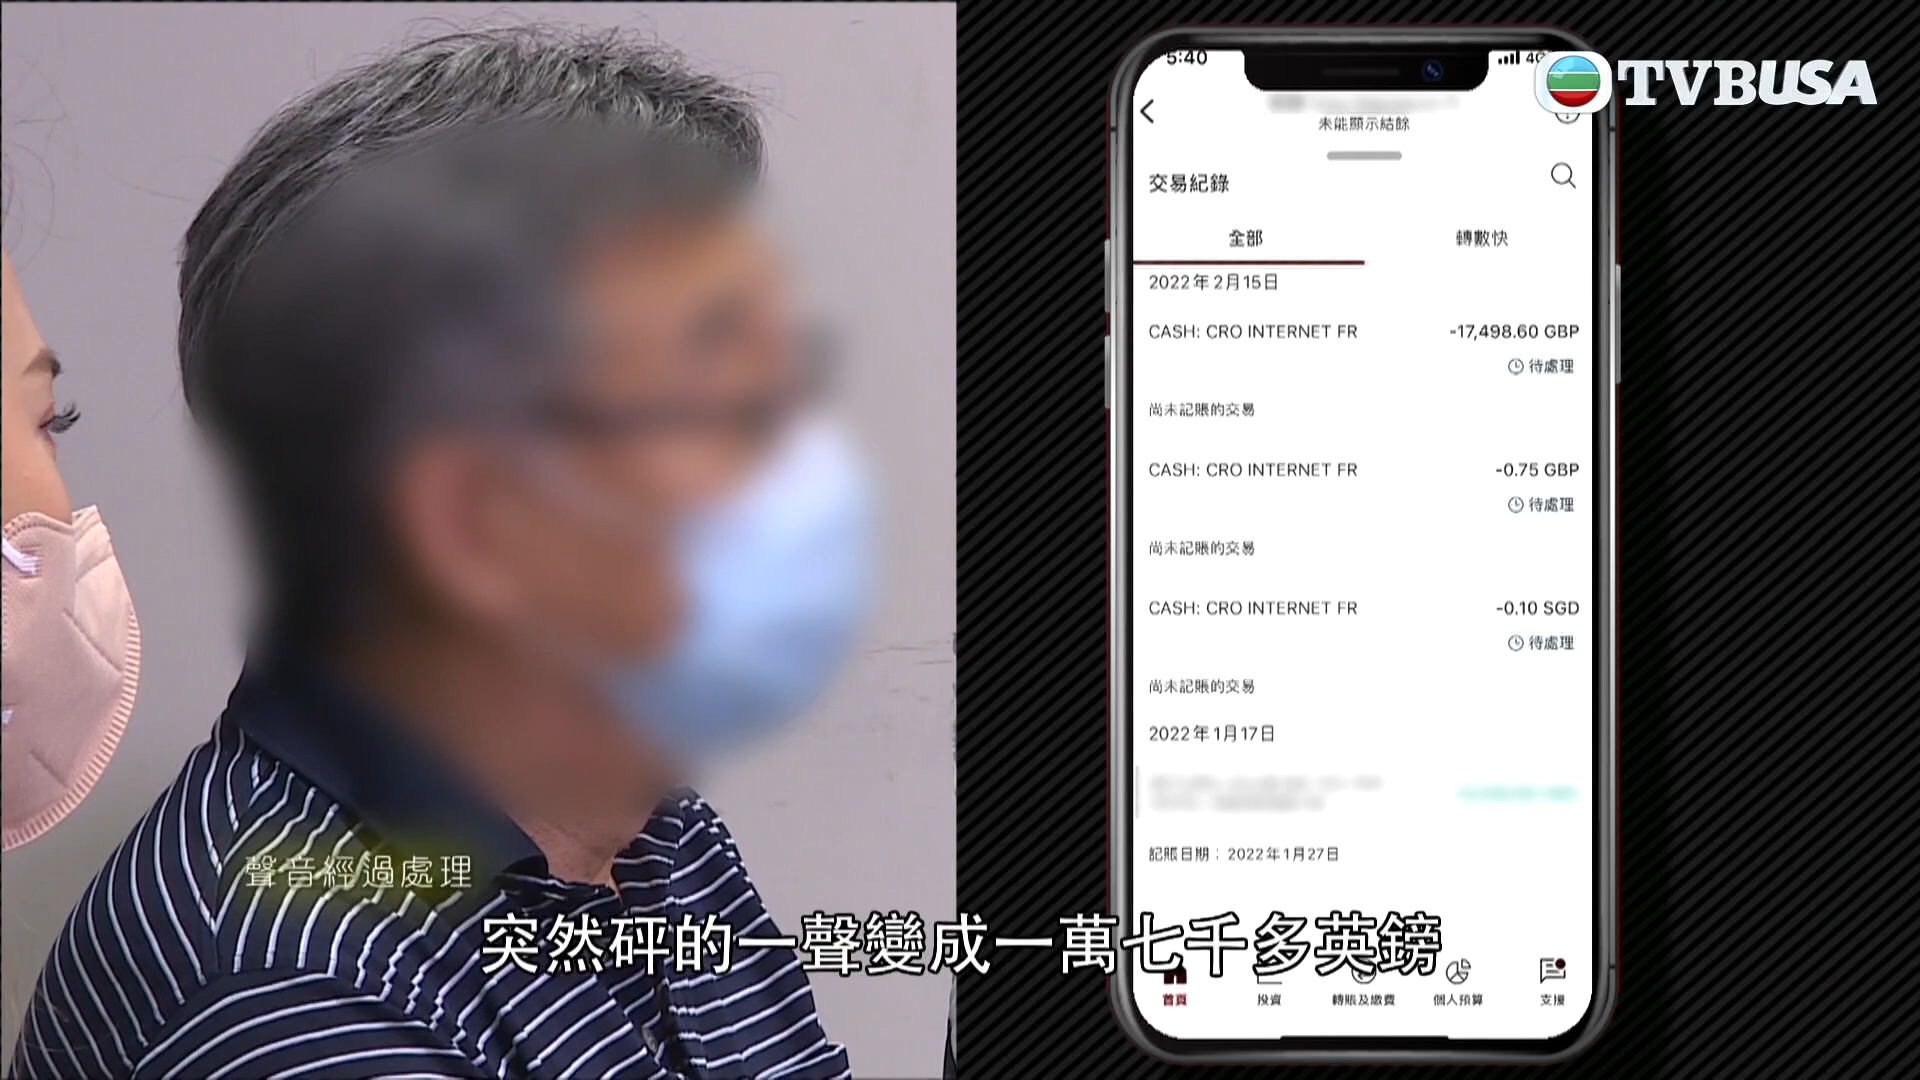 5:40
4G
TVBUSA
未能顯示結餘
交易紀錄
全部
轉數快
2022年2月15日
CASH: CRO INTERNET FR
-17,498.60 GBP
待處理
尚未記賬的交易
CASH: CRO INTERNET FR
-0.75 GBP
待處理
尚未記賬的交易
CASH: CRO INTERNET FR
-0.10 SGD
待處理
尚未記賬的交易
2022年1月17日
記賬日期：2022年1月27日
聲音經過處理
突然砰的一聲變成一萬七千多英鎊
首頁
投資
轉賬及繳費
個人預算
支援